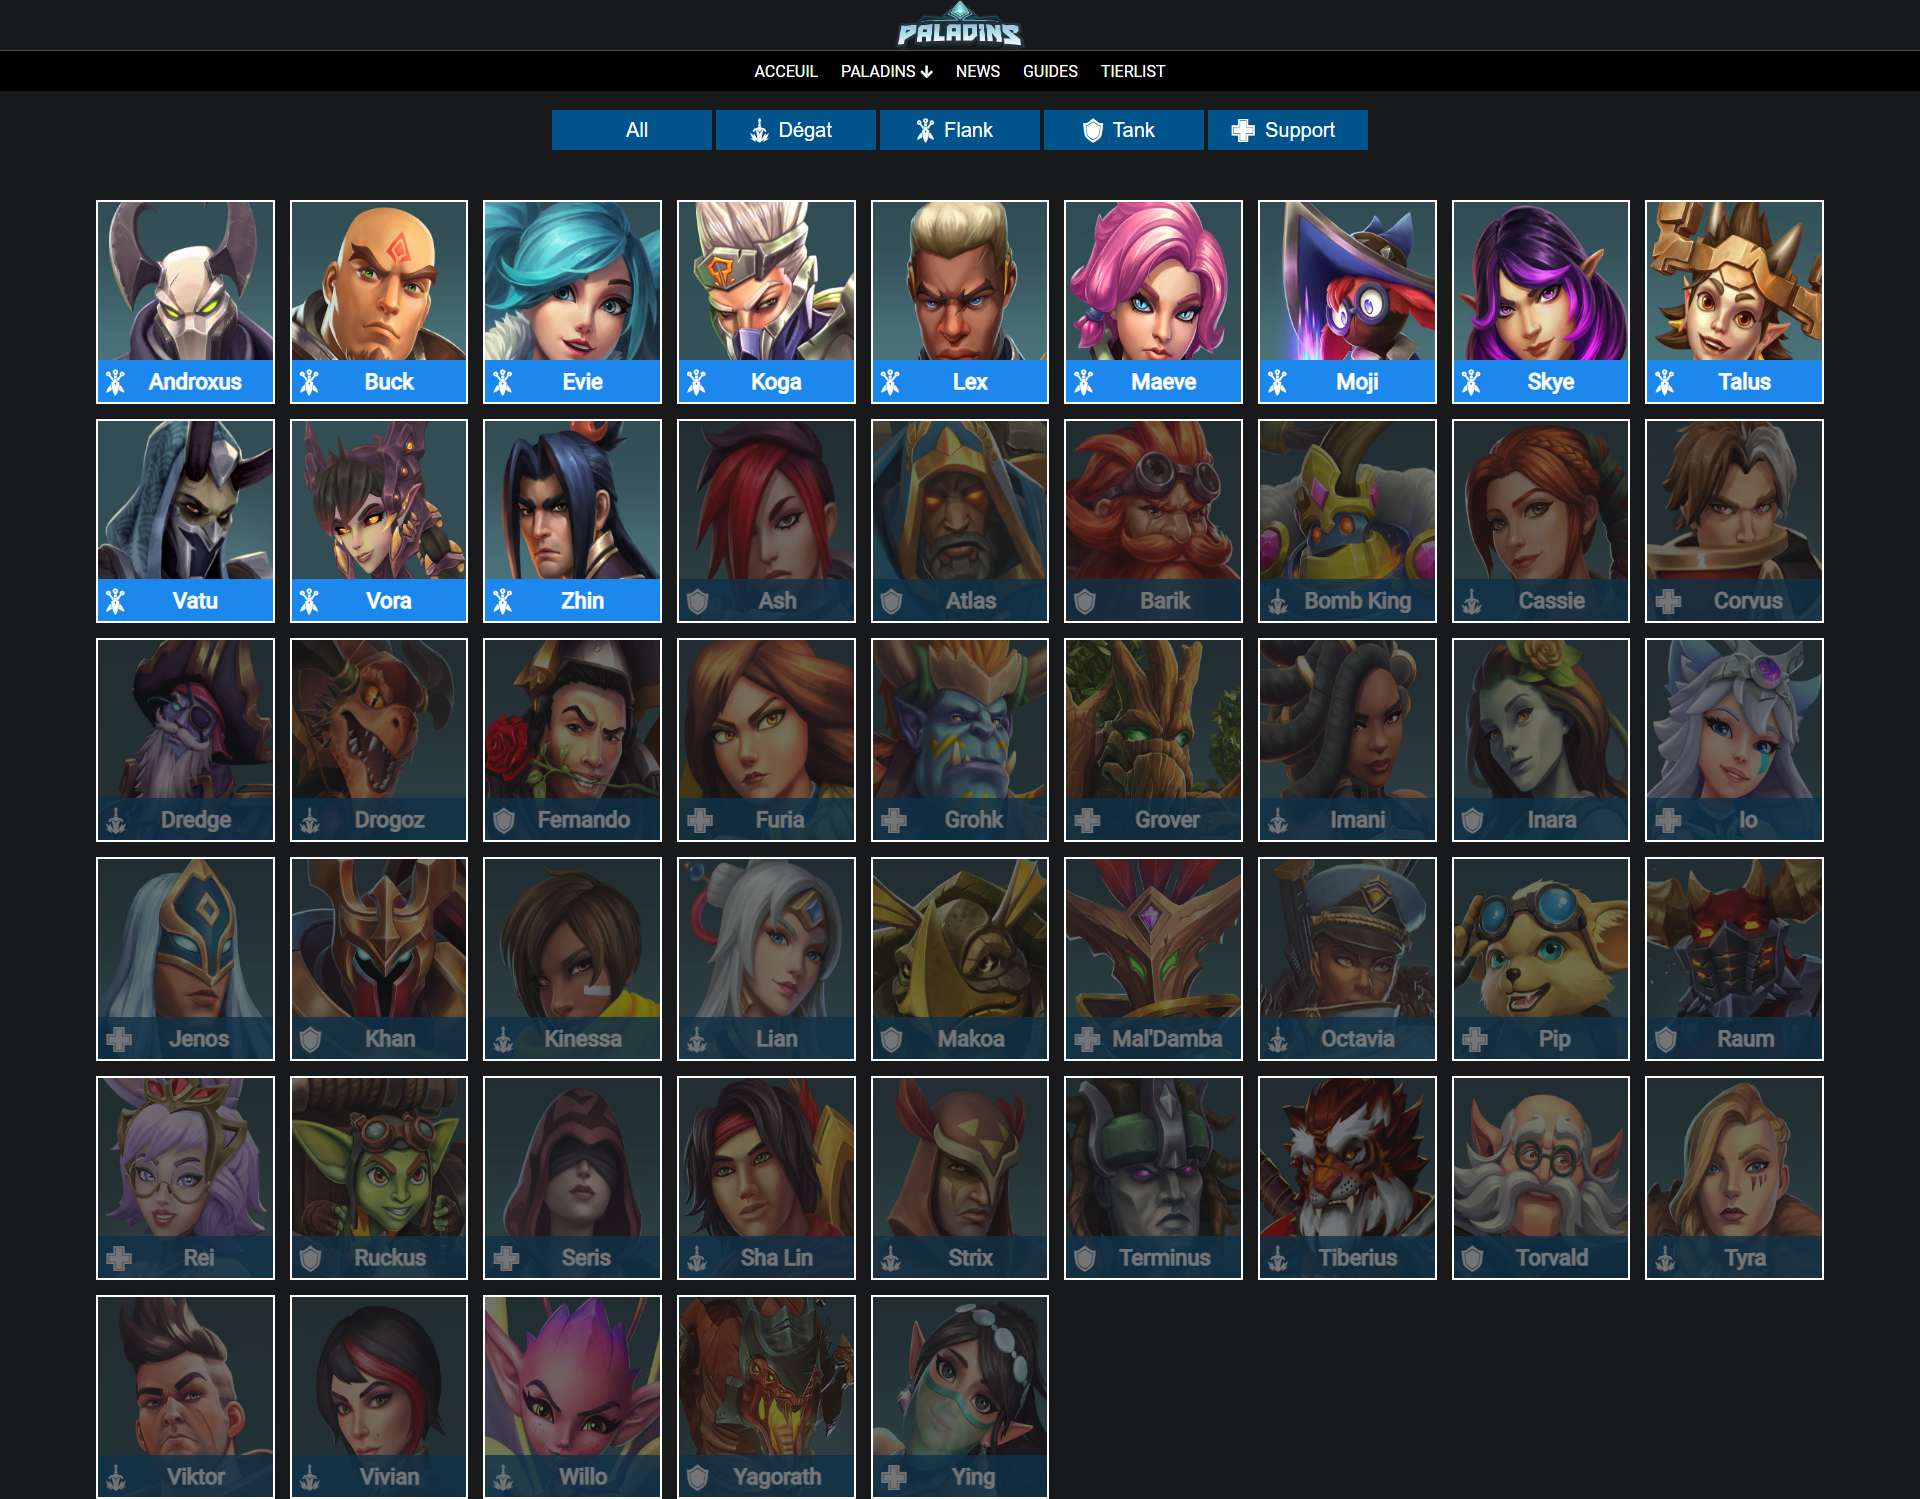 PALADINS
ACCEUIL PALADINS NEWS GUIDES TIERLIST
All Dégat Flank Tank Support
Androxus Buck Evie Koga Lex Maeve Moji Skye Talus
Vatu Vora Zhin Ash Atlas Barik Bomb King Cassie Corvus
Dredge Drogoz Fernando Furia Grohk Grover Imani Inara Io
Jenos Khan Kinessa Lian Makoa Mal'Damba Octavia Pip Raum
Rei Ruckus Seris Sha Lin Strix Terminus Tiberius Torvald Tyra
Viktor Vivian Willo Yagorath Ying